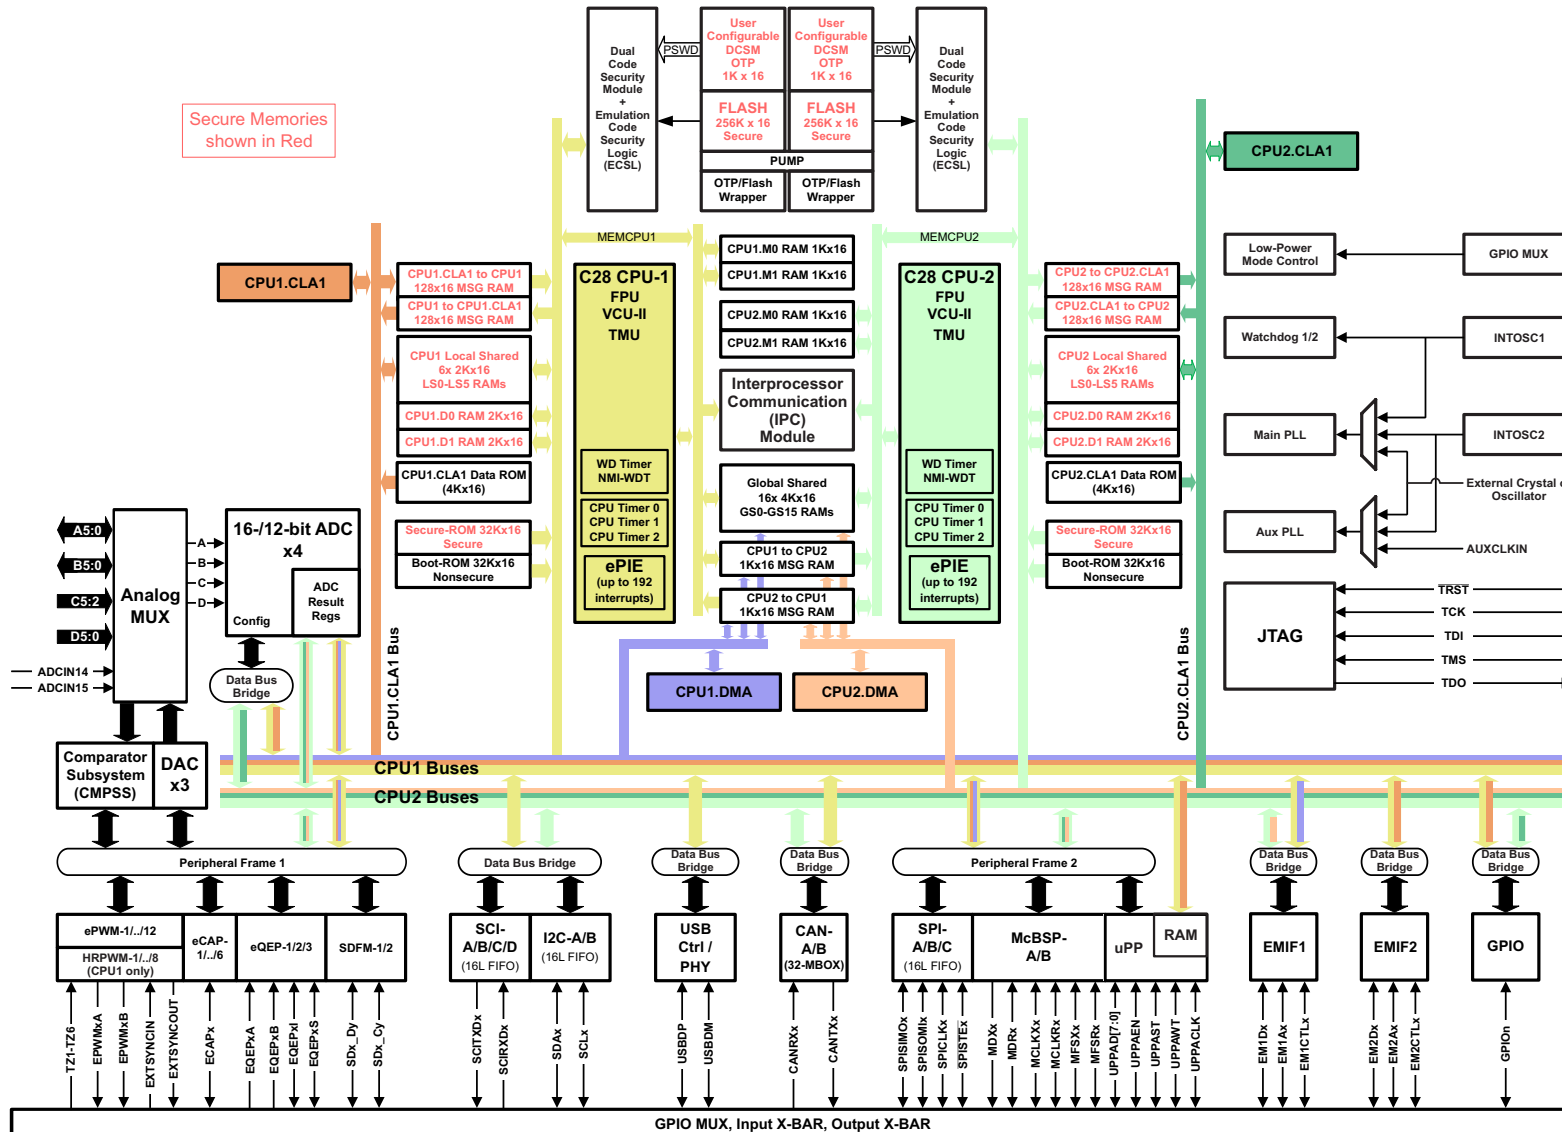 User
Configurable
DCSM
OTP
1K x 16
User
Configurable
DCSM
OTP
1K x 16
PSWD
PSWD
Dual
Code
Security
Module
+
Emulation
Code
Security
Logic
(ECSL)
Dual
Code
Security
Module
+
Emulation
Code
Security
Logic
(ECSL)
FLASH
256K x 16
Secure
FLASH
256K x 16
Secure
PUMP
OTP/Flash
Wrapper
OTP/Flash
Wrapper
Secure Memories
shown in Red
CPU2.CLA1
MEMCPU1
MEMCPU2
CPU1.CLA1
CPU1.CLA1 to CPU1
128x16 MSG RAM
CPU1 to CPU1.CLA1
128x16 MSG RAM
CPU1 Local Shared
6x 2Kx16
LS0-LS5 RAMs
CPU1.D0 RAM 2Kx16
CPU1.D1 RAM 2Kx16
CPU1.CLA1 Data ROM
(4Kx16)
Secure-ROM 32Kx16
Secure
Boot-ROM 32Kx16
Nonsecure
C28 CPU-1
FPU
VCU-II
TMU
WD Timer
NMI-WDT
CPU Timer 0
CPU Timer 1
CPU Timer 2
ePIE
(up to 192
interrupts)
CPU1.M0 RAM 1Kx16
CPU1.M1 RAM 1Kx16
CPU2.M0 RAM 1Kx16
CPU2.M1 RAM 1Kx16
Interprocessor
Communication
(IPC)
Module
Global Shared
16x 4Kx16
GS0-GS15 RAMs
CPU1 to CPU2
1Kx16 MSG RAM
CPU2 to CPU1
1Kx16 MSG RAM
C28 CPU-2
FPU
VCU-II
TMU
WD Timer
NMI-WDT
CPU Timer 0
CPU Timer 1
CPU Timer 2
ePIE
(up to 192
interrupts)
CPU2 to CPU2.CLA1
128x16 MSG RAM
CPU2.CLA1 to CPU2
128x16 MSG RAM
CPU2 Local Shared
6x 2Kx16
LS0-LS5 RAMs
CPU2.D0 RAM 2Kx16
CPU2.D1 RAM 2Kx16
CPU2.CLA1 Data ROM
(4Kx16)
Secure-ROM 32Kx16
Secure
Boot-ROM 32Kx16
Nonsecure
Low-Power
Mode Control
GPIO MUX
Watchdog 1/2
INTOSC1
Main PLL
INTOSC2
External Crystal o
Oscillator
Aux PLL
AUXCLKIN
JTAG
TRST
TCK
TDI
TMS
TDO
A5:0
B5:0
C5:2
D5:0
ADCIN14
ADCIN15
Analog
MUX
A
B
C
D
16-/12-bit ADC
x4
Config
ADC
Result
Regs
Data Bus
Bridge
CPU1.CLA1 Bus
CPU2.CLA1 Bus
CPU1.DMA
CPU2.DMA
Comparator
Subsystem
(CMPSS)
DAC
x3
CPU1 Buses
CPU2 Buses
Peripheral Frame 1
Data Bus Bridge
Data Bus
Bridge
Data Bus
Bridge
Peripheral Frame 2
Data Bus
Bridge
Data Bus
Bridge
Data Bus
Bridge
ePWM-1/../12
HRPWM-1/../8
(CPU1 only)
eCAP-
1/../6
eQEP-1/2/3
SDFM-1/2
SCI-
A/B/C/D
(16L FIFO)
I2C-A/B
(16L FIFO)
USB
Ctrl /
PHY
CAN-
A/B
(32-MBOX)
SPI-
A/B/C
(16L FIFO)
McBSP-
A/B
uPP
RAM
EMIF1
EMIF2
GPIO
TZ1-TZ6
EPWMxA
EPWMxB
EXTSYNCIN
EXTSYNCOUT
ECAPx
EQEPxA
EQEPxB
EQEPxI
EQEPxS
SDx_Dy
SDx_Cy
SCITXDx
SCIRXDx
SDAx
SCLx
USBDP
USBDM
CANRXx
CANTXx
SPISIMOx
SPISOMIx
SPICLKx
SPISTEx
MDXx
MDRx
MCLKXx
MCLKRx
MFSXx
MFSRx
UPPAD[7:0]
UPPAEN
UPPAST
UPPAWT
UPPACLK
EM1Dx
EM1Ax
EM1CTLx
EM2Dx
EM2Ax
EM2CTLx
GPIOn
GPIO MUX, Input X-BAR, Output X-BAR